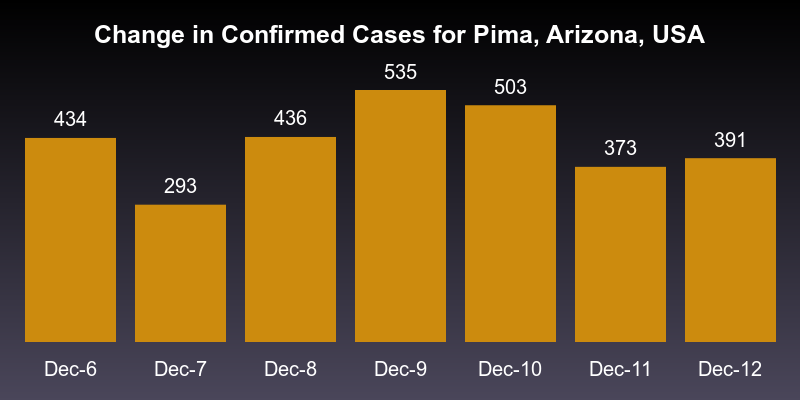 Change in Confirmed Cases for Pima, Arizona, USA
434
293
436
535
503
373
391
Dec-6
Dec-7
Dec-8
Dec-9
Dec-10
Dec-11
Dec-12